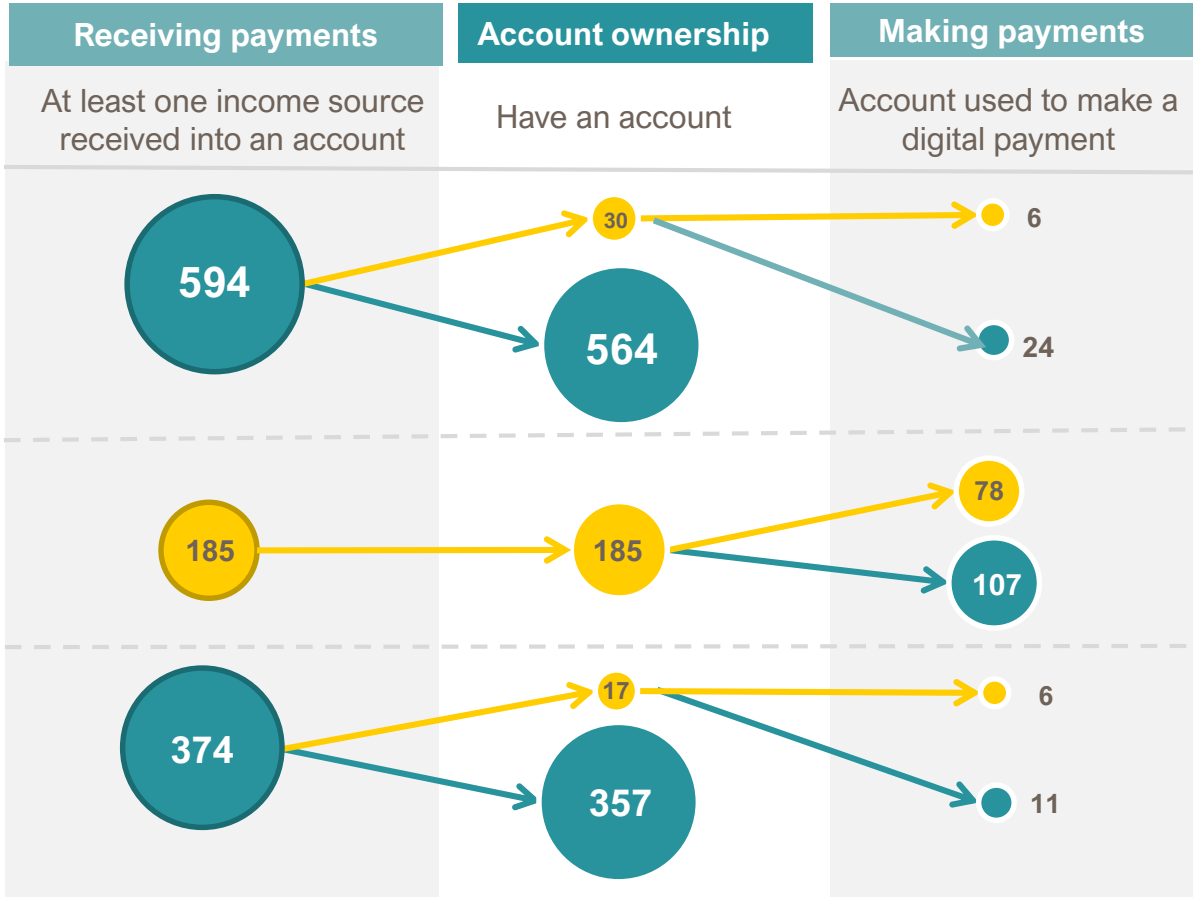 Receiving payments
Account ownership
Making payments
At least one income source
received into an account
Have an account
Account used to make a
digital payment
594
30
6
564
24
185
185
78
107
374
17
6
357
11